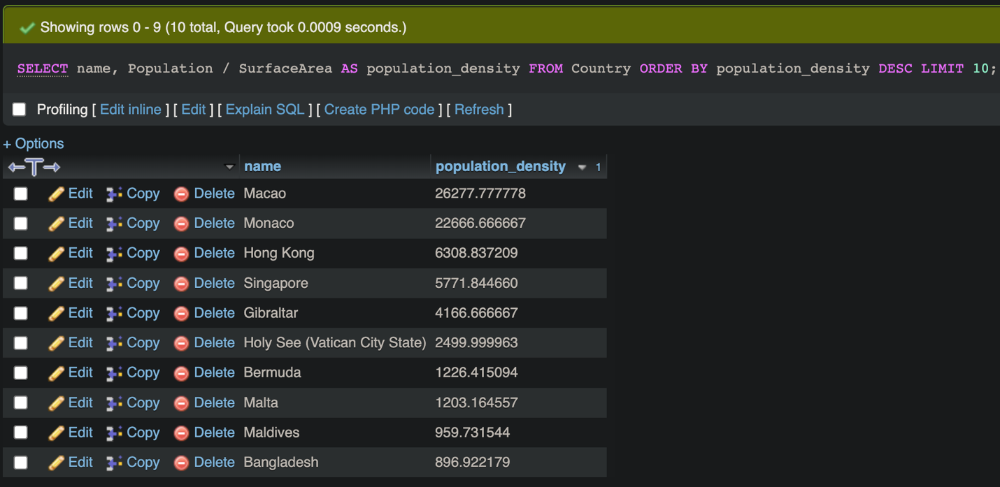 Showing rows 0 - 9 (10 total, Query took 0.0009 seconds.)
SELECT name, Population / SurfaceArea AS population_density FROM Country ORDER BY population_density DESC LIMIT 10;
Profiling [ Edit inline ] [ Edit ] [ Explain SQL ] [ Create PHP code ] [ Refresh ]
+ Options
name population_density 1
Edit Copy Delete Macao 26277.777778
Edit Copy Delete Monaco 22666.666667
Edit Copy Delete Hong Kong 6308.837209
Edit Copy Delete Singapore 5771.844660
Edit Copy Delete Gibraltar 4166.666667
Edit Copy Delete Holy See (Vatican City State) 2499.999963
Edit Copy Delete Bermuda 1226.415094
Edit Copy Delete Malta 1203.164557
Edit Copy Delete Maldives 959.731544
Edit Copy Delete Bangladesh 896.922179